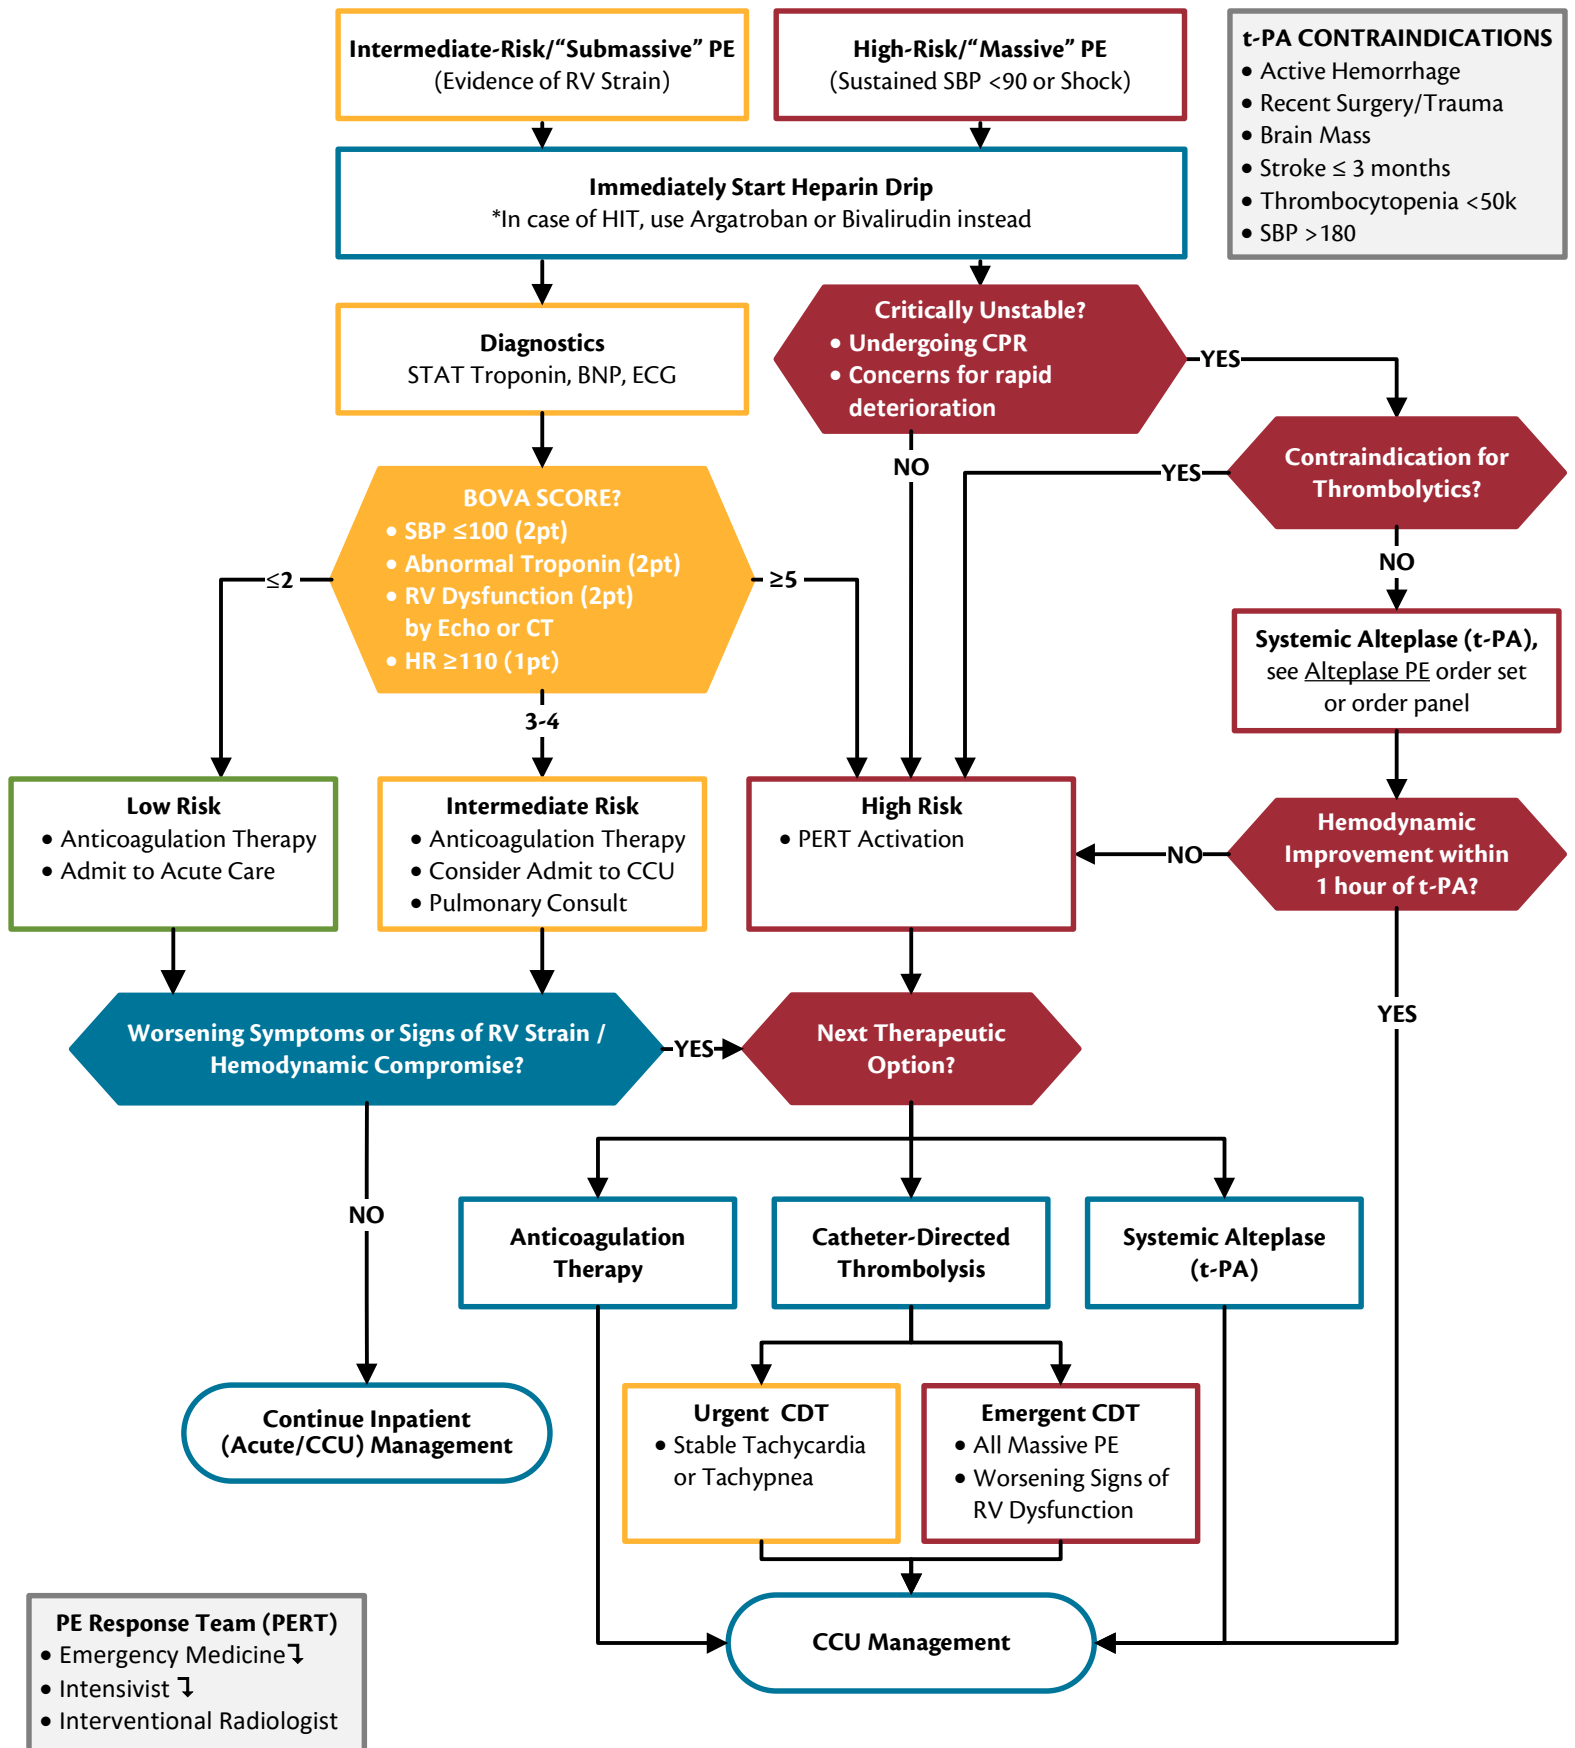 Intermediate-Risk/“Submassive” PE
(Evidence of RV Strain)
High-Risk/“Massive” PE
(Sustained SBP <90 or Shock)
t-PA CONTRAINDICATIONS
• Active Hemorrhage
• Recent Surgery/Trauma
• Brain Mass
• Stroke ≤ 3 months
• Thrombocytopenia <50k
• SBP >180
Immediately Start Heparin Drip
*In case of HIT, use Argatroban or Bivalirudin instead
Diagnostics
STAT Troponin, BNP, ECG
Critically Unstable?
• Undergoing CPR
• Concerns for rapid
deterioration
YES
NO
Contraindication for
Thrombolytics?
YES
NO
BOVA SCORE?
• SBP ≤100 (2pt)
• Abnormal Troponin (2pt)
• RV Dysfunction (2pt)
by Echo or CT
• HR ≥110 (1pt)
≤2
≥5
3-4
Systemic Alteplase (t-PA),
see Alteplase PE order set
or order panel
Low Risk
• Anticoagulation Therapy
• Admit to Acute Care
Intermediate Risk
• Anticoagulation Therapy
• Consider Admit to CCU
• Pulmonary Consult
High Risk
• PERT Activation
Hemodynamic
Improvement within
1 hour of t-PA?
NO
YES
Worsening Symptoms or Signs of RV Strain /
Hemodynamic Compromise?
YES
Next Therapeutic
Option?
NO
Anticoagulation
Therapy
Catheter-Directed
Thrombolysis
Systemic Alteplase
(t-PA)
Continue Inpatient
(Acute/CCU) Management
Urgent CDT
• Stable Tachycardia
or Tachypnea
Emergent CDT
• All Massive PE
• Worsening Signs of
RV Dysfunction
CCU Management
PE Response Team (PERT)
• Emergency Medicine ↴
• Intensivist ↴
• Interventional Radiologist